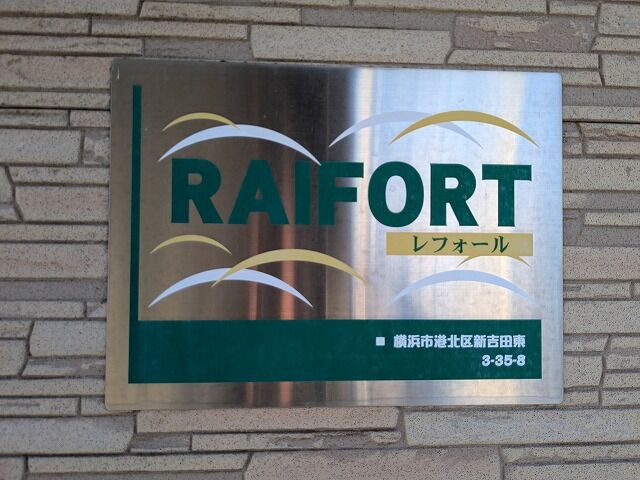 RAIFORT
レフォール
■ 横浜市港北区新吉田東
3-35-8